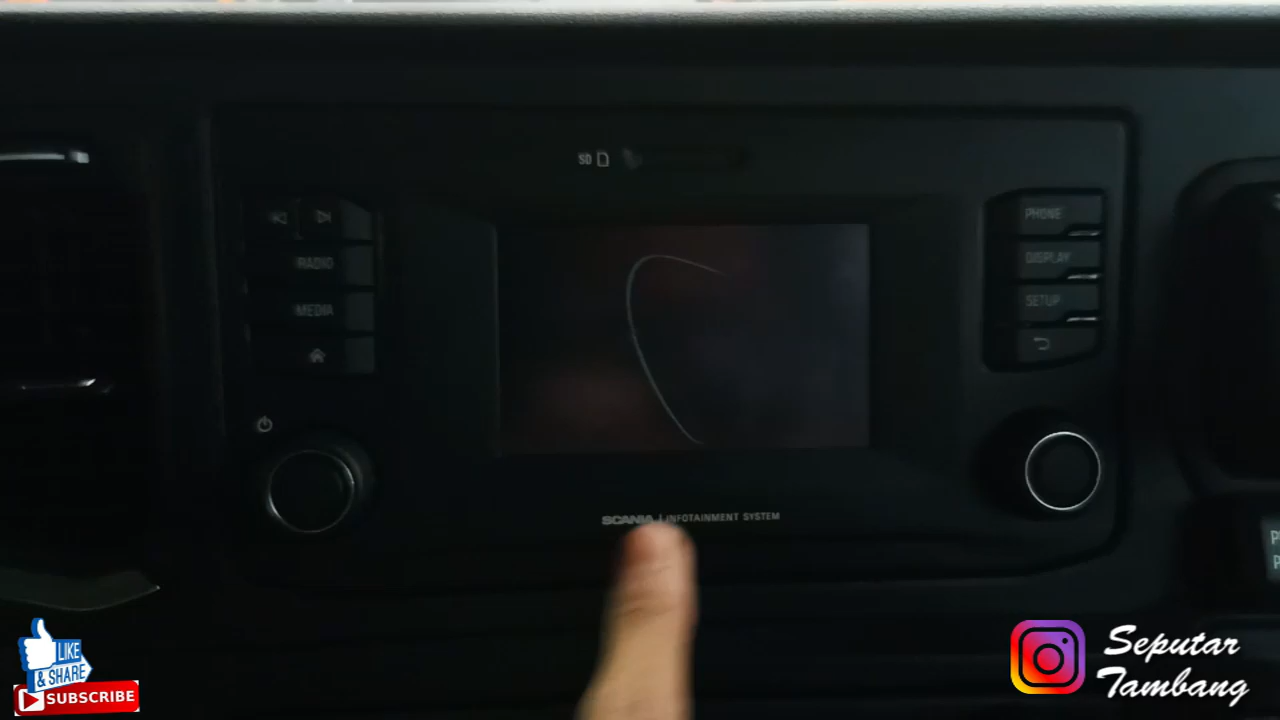 SD
PHONE
RADIO
DISPLAY
MEDIA
SETUP
SCANIA | INFOTAINMENT SYSTEM
LIKE
& SHARE
SUBSCRIBE
Seputar
Tambang